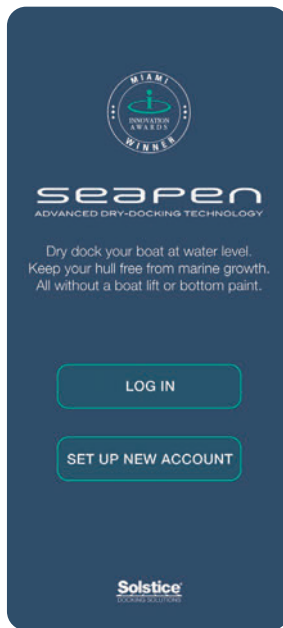 MIAMI
INNOVATION
AWARDS
WINNER
seapen
ADVANCED DRY-DOCKING TECHNOLOGY
Dry dock your boat at water level.
Keep your hull free from marine growth.
All without a boat lift or bottom paint.
LOG IN
SET UP NEW ACCOUNT
Solstice
DOCKING SOLUTIONS